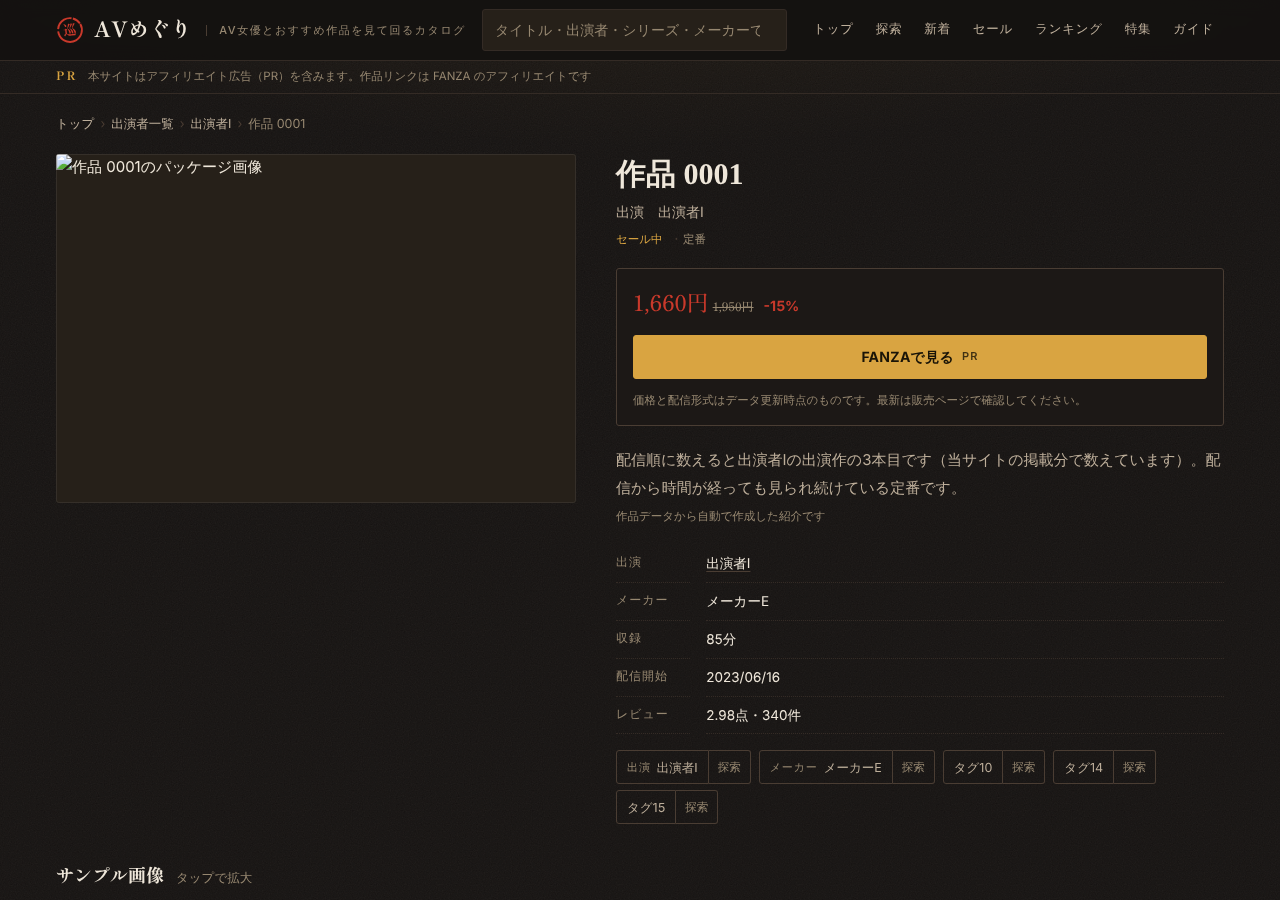 巡 AVめぐり AV女優とおすすめ作品を見て回るカタログ タイトル・出演者・シリーズ・メーカーて トップ 探索 新着 セール ランキング 特集 ガイド
PR 本サイトはアフィリエイト広告（PR）を含みます。作品リンクは FANZA のアフィリエイトです
トップ › 出演者一覧 › 出演者I › 作品 0001
作品 0001のパッケージ画像
作品 0001
出演 出演者I
セール中 · 定番
1,660円 1,950円 -15%
FANZAで見る PR
価格と配信形式はデータ更新時点のものです。最新は販売ページで確認してください。
配信順に数えると出演者Iの出演作の3本目です（当サイトの掲載分で数えています）。配
信から時間が経っても見られ続けている定番です。
作品データから自動で作成した紹介です
出演 出演者I
メーカー メーカーE
収録 85分
配信開始 2023/06/16
レビュー 2.98点・340件
出演 出演者I 探索 メーカー メーカーE 探索 タグ10 探索 タグ14 探索
タグ15 探索
サンプル画像 タップで拡大